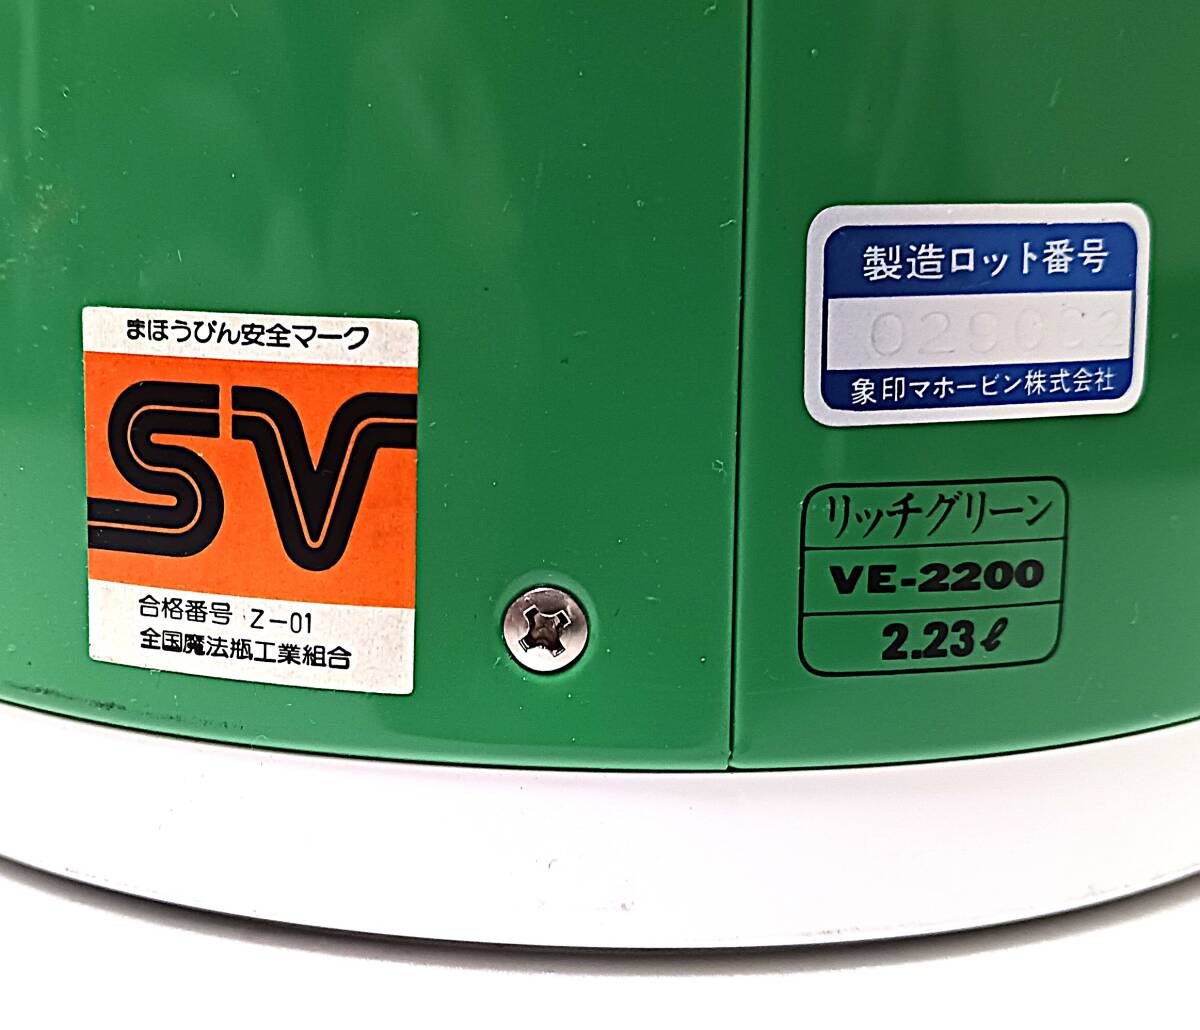 まほうびん安全マーク
SV
合格番号 Z-01
全国魔法瓶工業組合
製造ロット番号
029002
象印マホービン株式会社
リッチグリーン
VE-2200
2.23ℓ